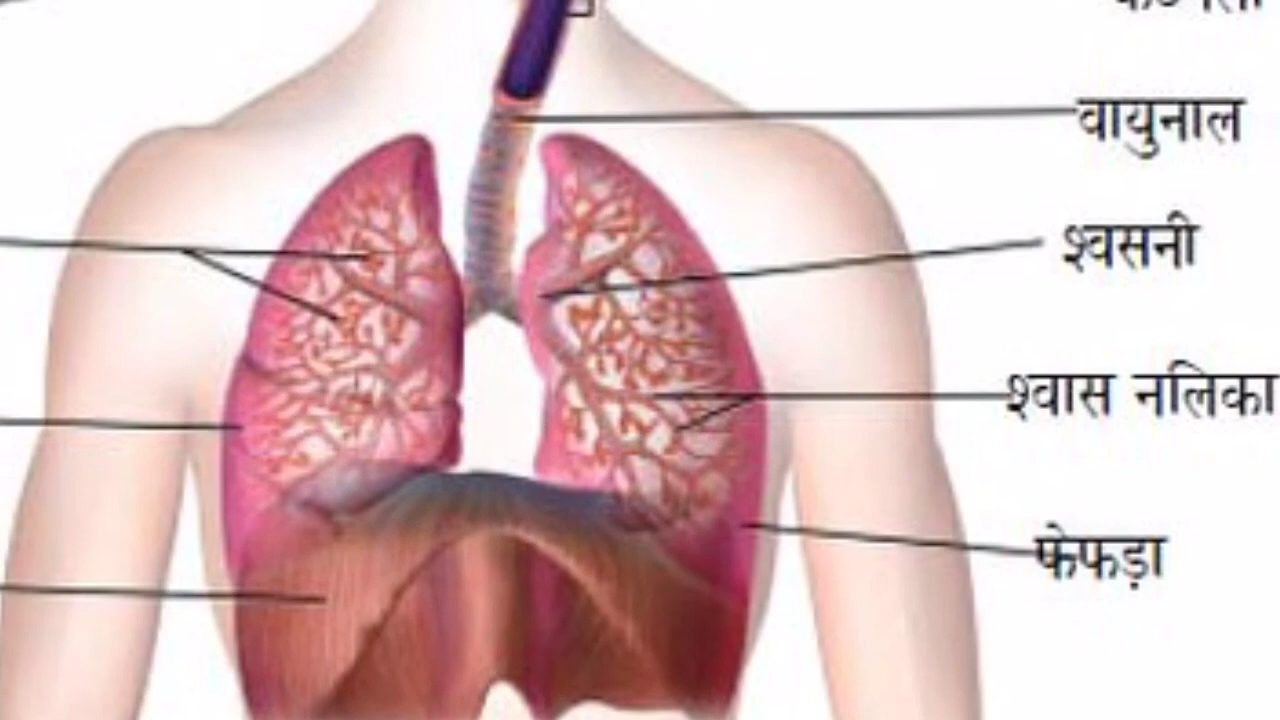 वायुनाल
श्वसनी
श्वास नलिका
फेफड़ा